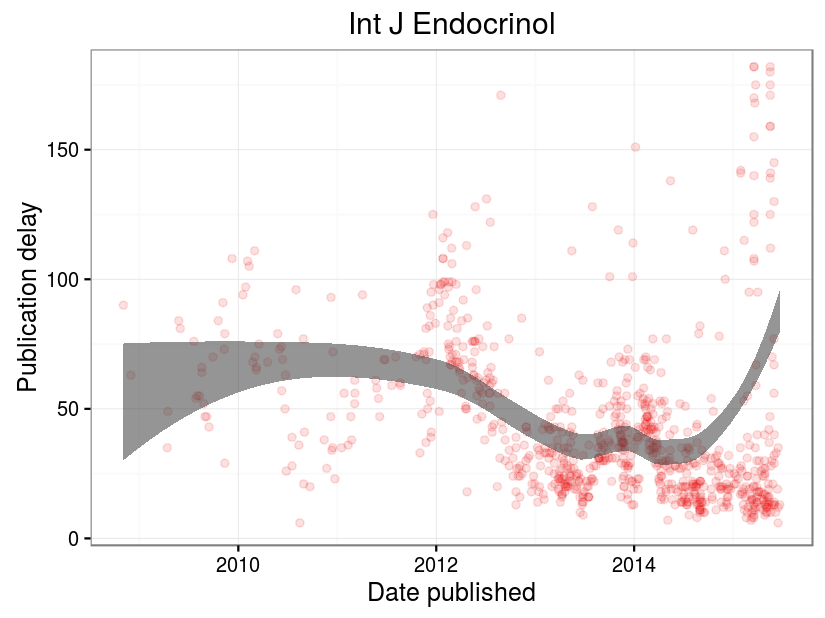 Int J Endocrinol
Publication delay
150
100
50
0
2010 2012 2014
Date published